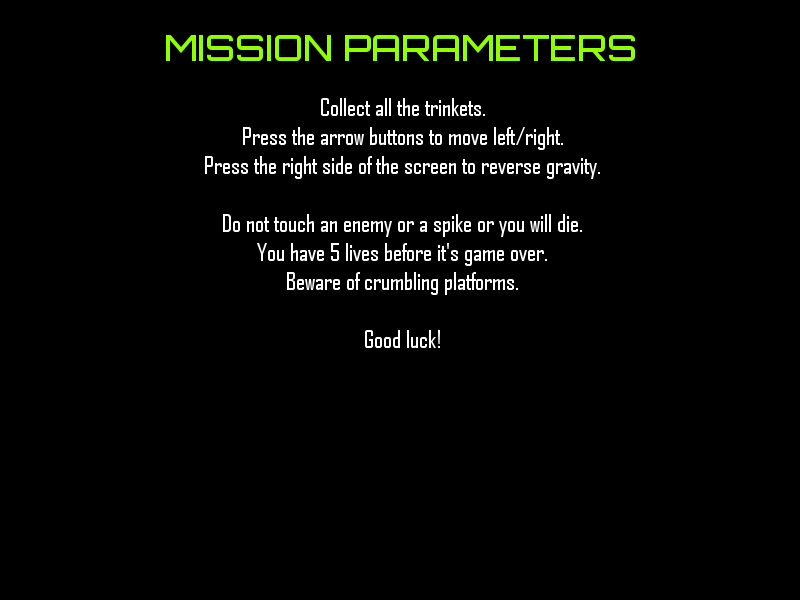 MISSION PARAMETERS
Collect all the trinkets.
Press the arrow buttons to move left/right.
Press the right side of the screen to reverse gravity.
Do not touch an enemy or a spike or you will die.
You have 5 lives before it's game over.
Beware of crumbling platforms.
Good luck!